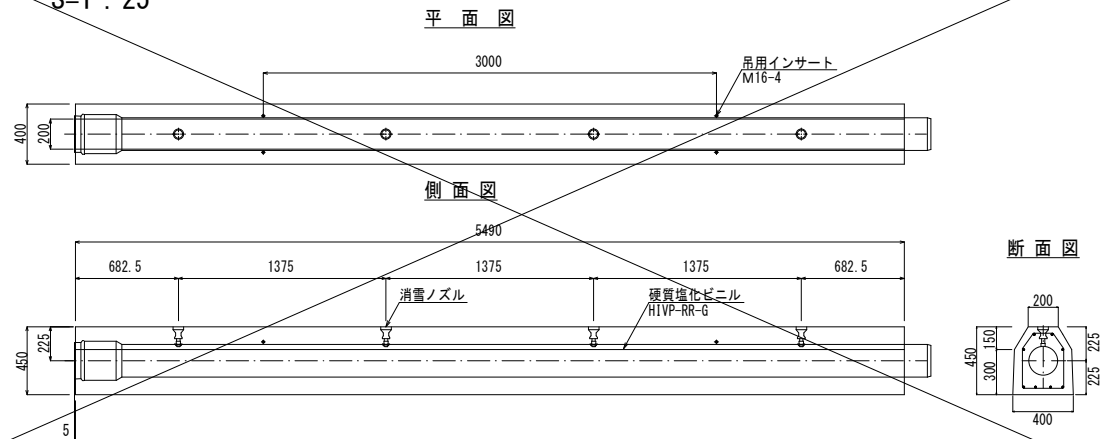 S=1 : 25
平 面 図
3000
吊用インサート
M16-4
400
200
側 面 図
5490
断 面 図
682.5
1375
1375
1375
682.5
消雪ノズル
硬質塩化ビニル
HIVP-RR-G
200
450
225
450
150
300
225
225
400
5